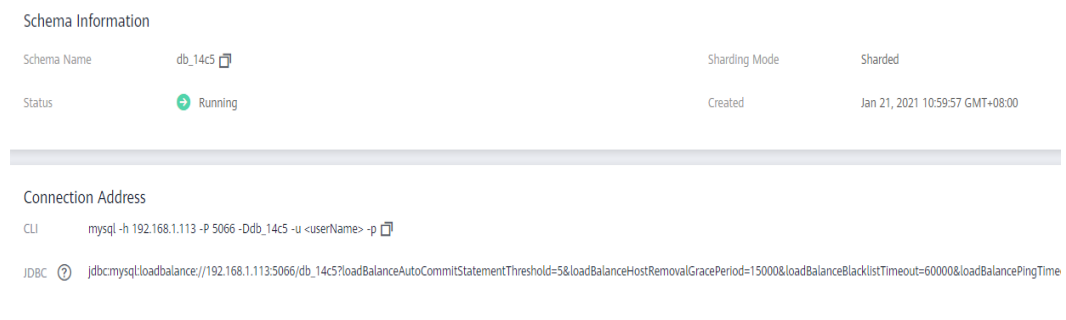 Schema Information
Schema Name db_14c5 Sharding Mode Sharded
Status Running Created Jan 21, 2021 10:59:57 GMT+08:00
Connection Address
CLI mysql -h 192.168.1.113 -P 5066 -Ddb_14c5 -u <userName> -p
JDBC ? jdbc:mysql:loadbalance://192.168.1.113:5066/db_14c5?loadBalanceAutoCommitStatementThreshold=5&loadBalanceHostRemovalGracePeriod=15000&loadBalanceBlacklistTimeout=60000&loadBalancePingTime